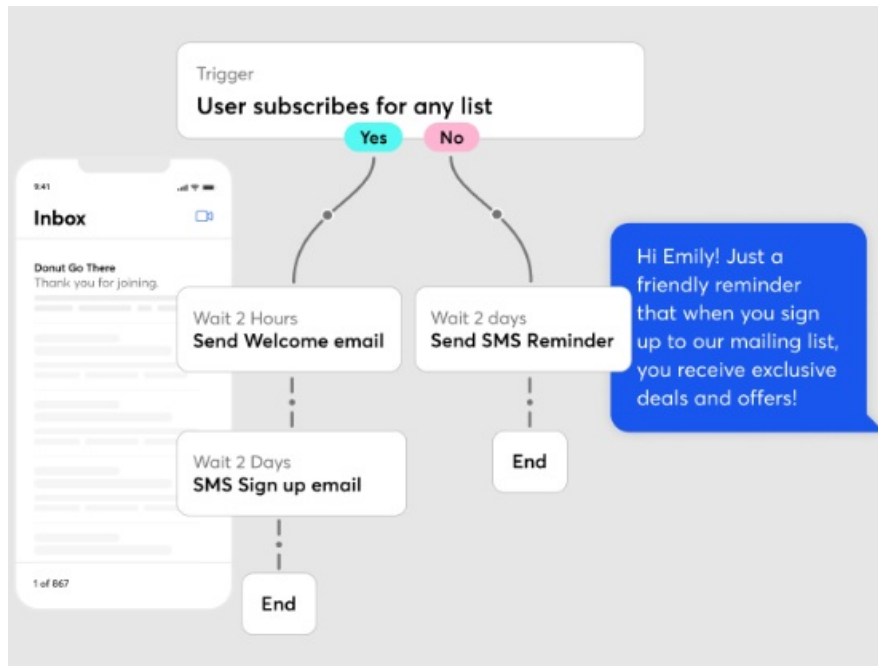 Trigger
User subscribes for any list
Yes
No
9:41
Inbox
Donut Go There
Thank you for joining.
Wait 2 Hours
Send Welcome email
Wait 2 days
Send SMS Reminder
Hi Emily! Just a
friendly reminder
that when you sign
up to our mailing list,
you receive exclusive
deals and offers!
Wait 2 Days
SMS Sign up email
End
End
1 of 867